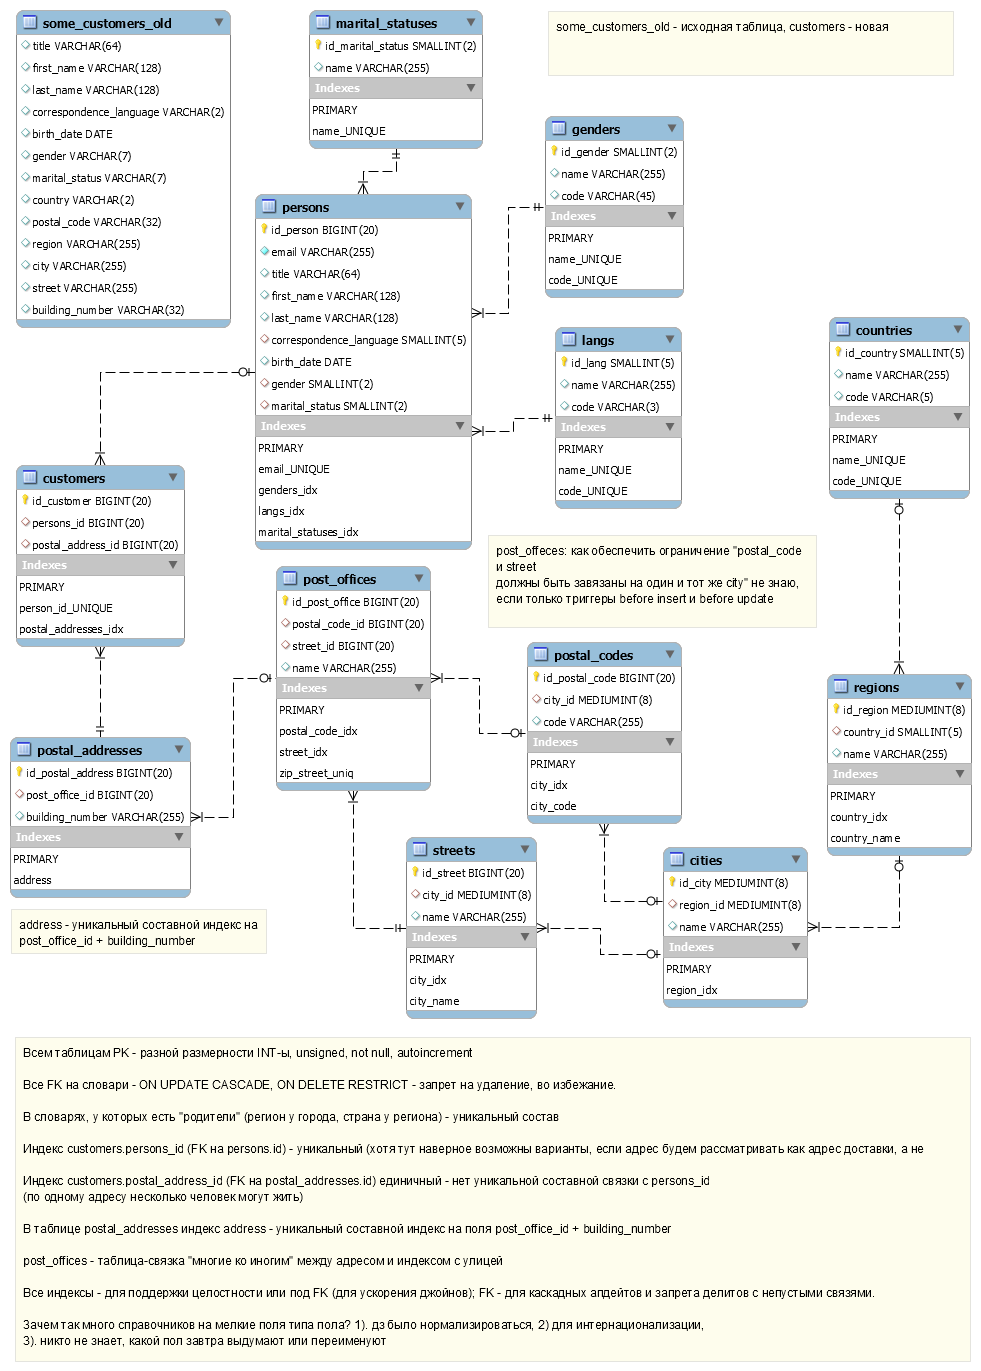 some_customers_old
title VARCHAR(64)
first_name VARCHAR(128)
last_name VARCHAR(128)
correspondence_language VARCHAR(2)
birth_date DATE
gender VARCHAR(7)
marital_status VARCHAR(7)
country VARCHAR(2)
postal_code VARCHAR(32)
region VARCHAR(255)
city VARCHAR(255)
street VARCHAR(255)
building_number VARCHAR(32)
marital_statuses
id_marital_status SMALLINT(2)
name VARCHAR(255)
Indexes
PRIMARY
name_UNIQUE
some_customers_old - исходная таблица, customers - новая
genders
id_gender SMALLINT(2)
name VARCHAR(255)
code VARCHAR(45)
Indexes
PRIMARY
name_UNIQUE
code_UNIQUE
persons
id_person BIGINT(20)
email VARCHAR(255)
title VARCHAR(64)
first_name VARCHAR(128)
last_name VARCHAR(128)
correspondence_language SMALLINT(5)
birth_date DATE
gender SMALLINT(2)
marital_status SMALLINT(2)
Indexes
PRIMARY
email_UNIQUE
genders_idx
langs_idx
marital_statuses_idx
langs
id_lang SMALLINT(5)
name VARCHAR(255)
code VARCHAR(3)
Indexes
PRIMARY
name_UNIQUE
code_UNIQUE
countries
id_country SMALLINT(5)
name VARCHAR(255)
code VARCHAR(5)
Indexes
PRIMARY
name_UNIQUE
code_UNIQUE
customers
id_customer BIGINT(20)
persons_id BIGINT(20)
postal_address_id BIGINT(20)
Indexes
PRIMARY
person_id_UNIQUE
postal_addresses_idx
post_offeces: как обеспечить ограничение "postal_code
и street
должны быть завязаны на один и тот же city" не знаю,
если только триггеры before insert и before update
post_offices
id_post_office BIGINT(20)
postal_code_id BIGINT(20)
street_id BIGINT(20)
name VARCHAR(255)
Indexes
PRIMARY
postal_code_idx
street_idx
zip_street_uniq
postal_codes
id_postal_code BIGINT(20)
city_id MEDIUMINT(8)
code VARCHAR(255)
Indexes
PRIMARY
city_idx
city_code
regions
id_region MEDIUMINT(8)
country_id SMALLINT(5)
name VARCHAR(255)
Indexes
PRIMARY
country_idx
country_name
postal_addresses
id_postal_address BIGINT(20)
post_office_id BIGINT(20)
building_number VARCHAR(255)
Indexes
PRIMARY
address
streets
id_street BIGINT(20)
city_id MEDIUMINT(8)
name VARCHAR(255)
Indexes
PRIMARY
city_idx
city_name
cities
id_city MEDIUMINT(8)
region_id MEDIUMINT(8)
name VARCHAR(255)
Indexes
PRIMARY
region_idx
address - уникальный составной индекс на
post_office_id + building_number
Всем таблицам PK - разной размерности INT-ы, unsigned, not null, autoincrement
Все FK на словари - ON UPDATE CASCADE, ON DELETE RESTRICT - запрет на удаление, во избежание.
В словарях, у которых есть "родители" (регион у города, страна у региона) - уникальный состав
Индекс customers.persons_id (FK на persons.id) - уникальный (хотя тут наверное возможны варианты, если адрес будем рассматривать как адрес доставки, а не
Индекс customers.postal_address_id (FK на postal_addresses.id) единичный - нет уникальной составной связки с persons_id
(по одному адресу несколько человек могут жить)
В таблице postal_addresses индекс address - уникальный составной индекс на поля post_office_id + building_number
post_offices - таблица-связка "многие ко иногим" между адресом и индексом с улицей
Все индексы - для поддержки целостности или под FK (для ускорения джойнов); FK - для каскадных апдейтов и запрета делитов с непустыми связями.
Зачем так много справочников на мелкие поля типа пола? 1). дз было нормализироваться, 2) для интернационализации,
3). никто не знает, какой пол завтра выдумают или переименуют